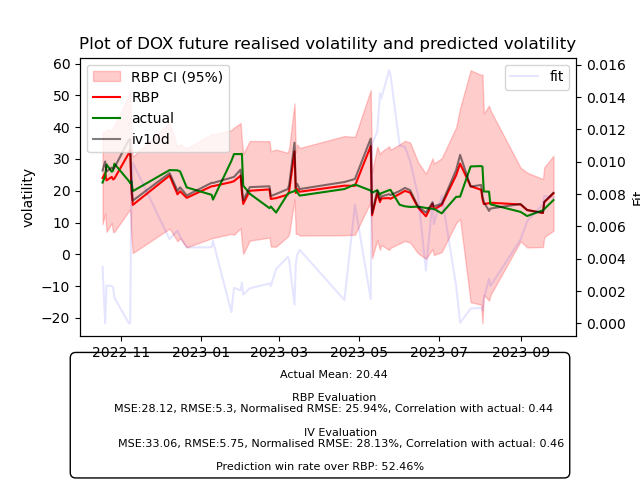 Plot of DOX future realised volatility and predicted volatility
RBP CI (95%)
RBP
actual
iv10d
fit
60
50
40
30
20
10
0
−10
−20
volatility
0.016
0.014
0.012
0.010
0.008
0.006
0.004
0.002
0.000
Fit
2022-11 2023-01 2023-03 2023-05 2023-07 2023-09
Actual Mean: 20.44
RBP Evaluation
MSE:28.12, RMSE:5.3, Normalised RMSE: 25.94%, Correlation with actual: 0.44
IV Evaluation
MSE:33.06, RMSE:5.75, Normalised RMSE: 28.13%, Correlation with actual: 0.46
Prediction win rate over RBP: 52.46%